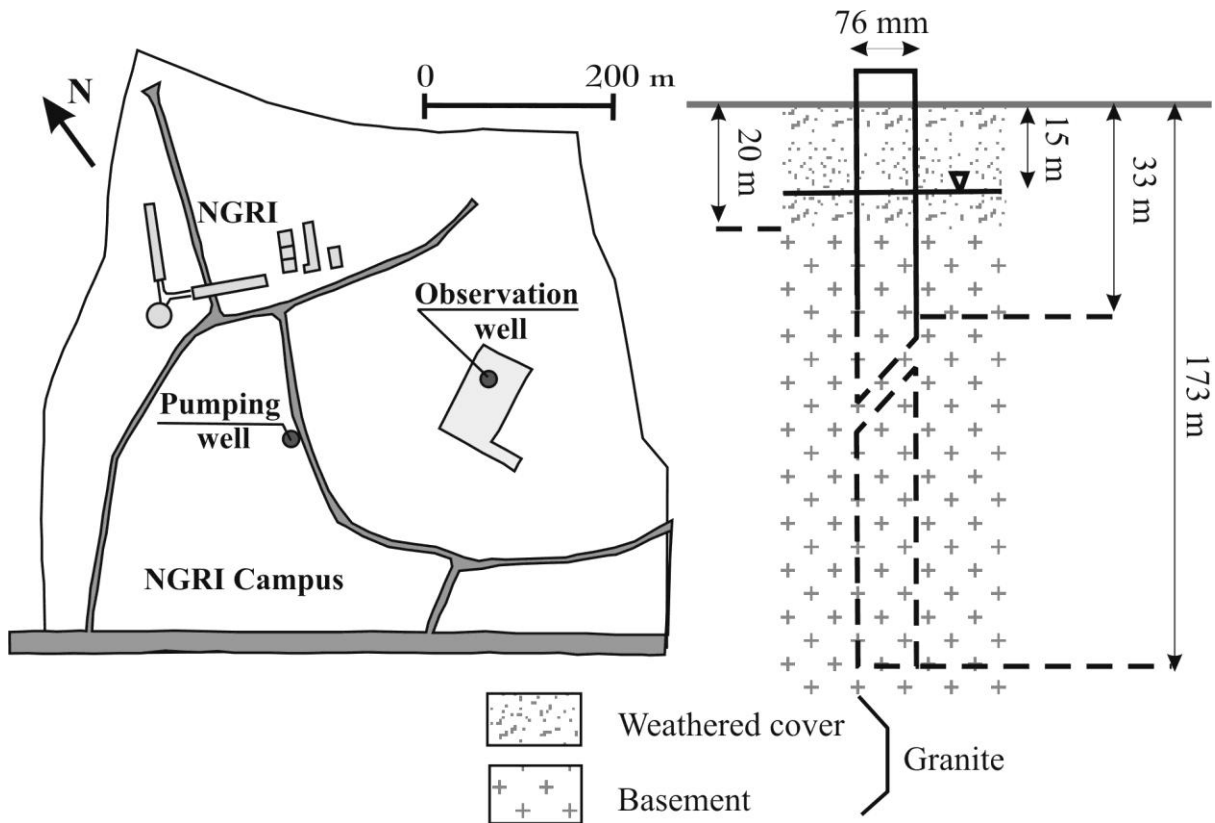 N
0
200 m
NGRI
Observation
well
Pumping
well
NGRI Campus
76 mm
20 m
15 m
33 m
173 m
Weathered cover
Basement
Granite